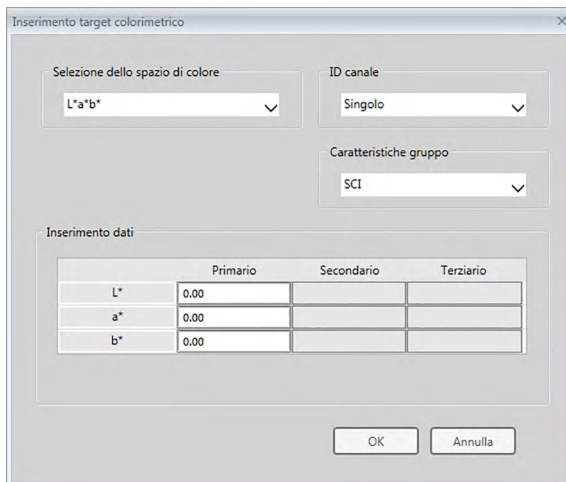 Inserimento target colorimetrico
Selezione dello spazio di colore
L*a*b*
ID canale
Singolo
Caratteristiche gruppo
SCI
Inserimento dati
Primario Secondario Terziario
L* 0.00
a* 0.00
b* 0.00
OK Annulla